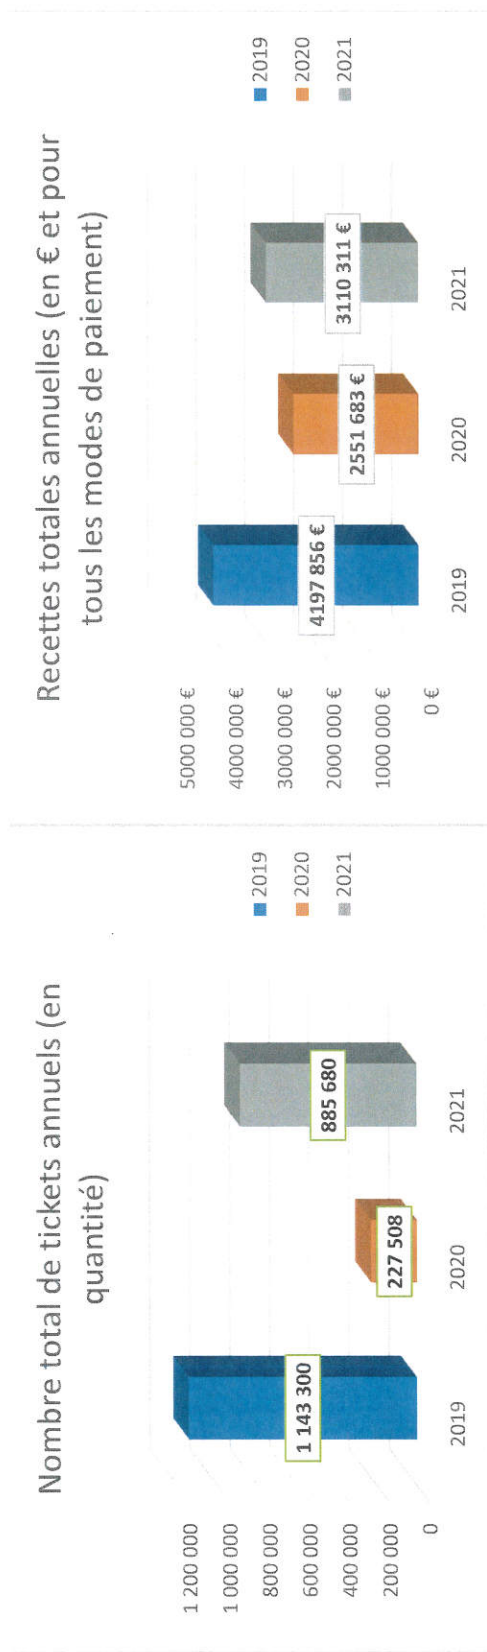 Nombre total de tickets annuels (en
quantité)
1 200 000
1 000 000
800 000
600 000
400 000
200 000
0
1 143 300
227 508
885 680
2019
2020
2021
2019
2020
2021
Recettes totales annuelles (en € et pour
tous les modes de paiement)
5000 000 €
4000 000 €
3000 000 €
2000 000 €
1000 000 €
0 €
4197 856 €
2551 683 €
3110 311 €
2019
2020
2021
2019
2020
2021